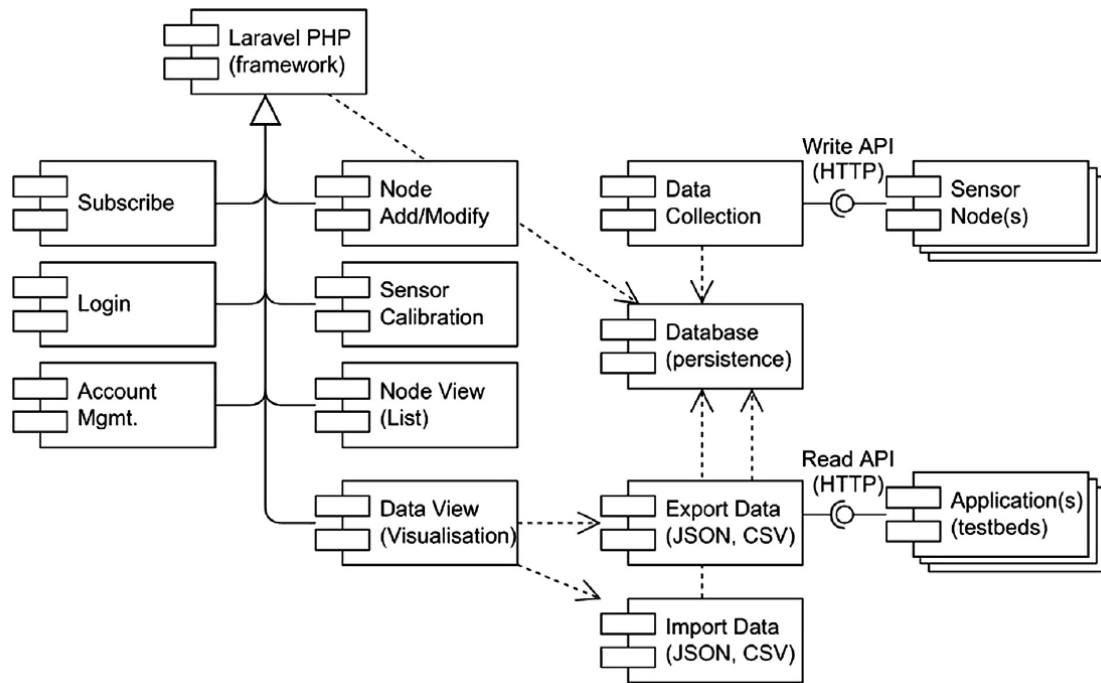 Laravel PHP
(framework)
Subscribe
Node
Add/Modify
Data
Collection
Write API
(HTTP)
Sensor
Node(s)
Login
Sensor
Calibration
Database
(persistence)
Account
Mgmt.
Node View
(List)
Data View
(Visualisation)
Export Data
(JSON, CSV)
Read API
(HTTP)
Application(s)
(testbeds)
Import Data
(JSON, CSV)